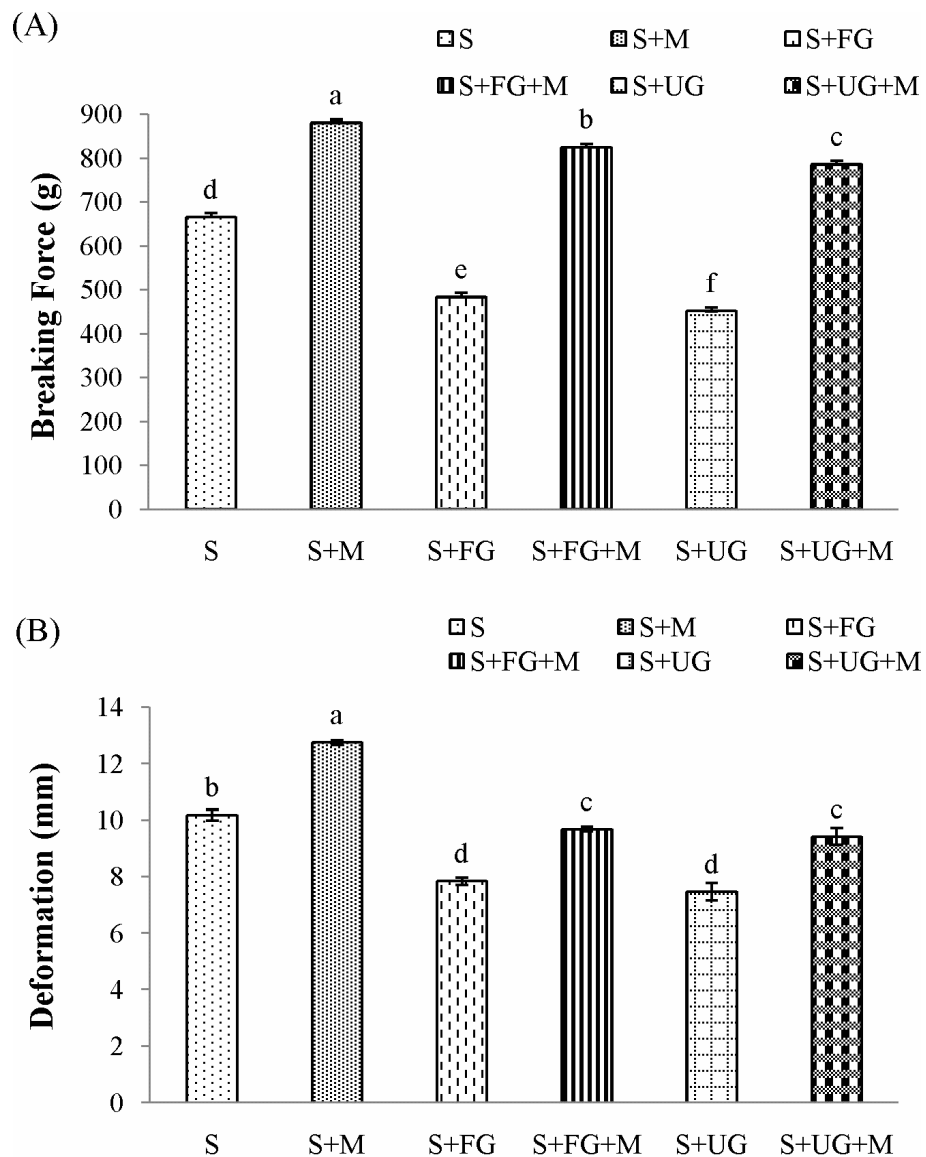 (A)
S S+M S+FG
S+FG+M S+UG S+UG+M
Breaking Force (g)
900
800
700
600
500
400
300
200
100
0
d a e b f c
S S+M S+FG S+FG+M S+UG S+UG+M
(B)
S S+M S+FG
S+FG+M S+UG S+UG+M
Deformation (mm)
14
12
10
8
6
4
2
0
b a d c d c
S S+M S+FG S+FG+M S+UG S+UG+M